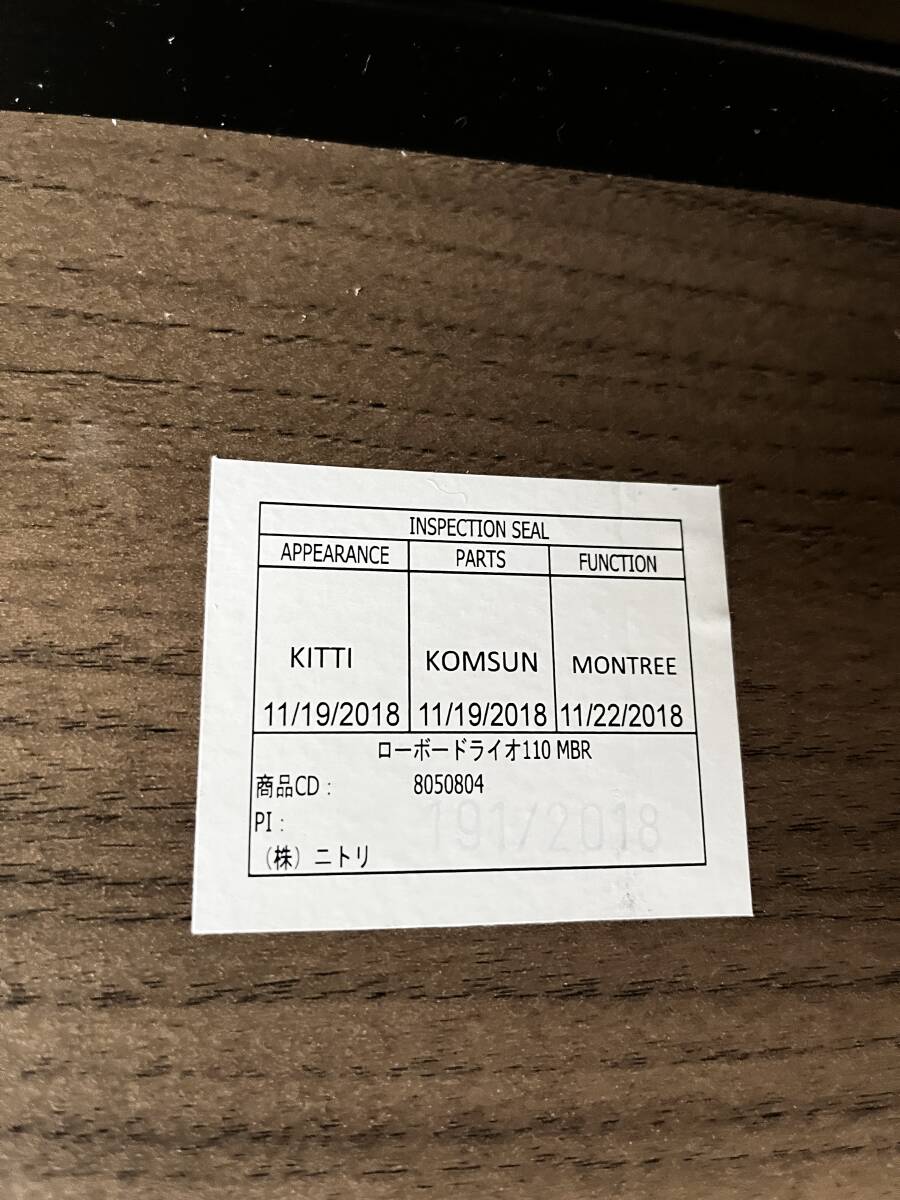 INSPECTION SEAL
APPEARANCE PARTS FUNCTION
KITTI KOMSUN MONTREE
11/19/2018 11/19/2018 11/22/2018
ローボードライオ110 MBR
商品CD： 8050804
PI： 191/2018
（株）ニトリ